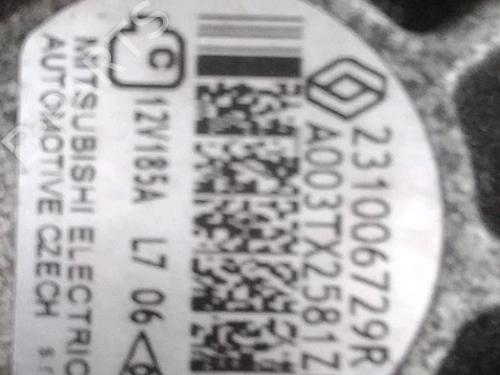 231006729R
A003TX2581Z
C
12V185A L7 06
MITSUBISHI ELECTRIC
AUTOMOTIVE CZECH s r